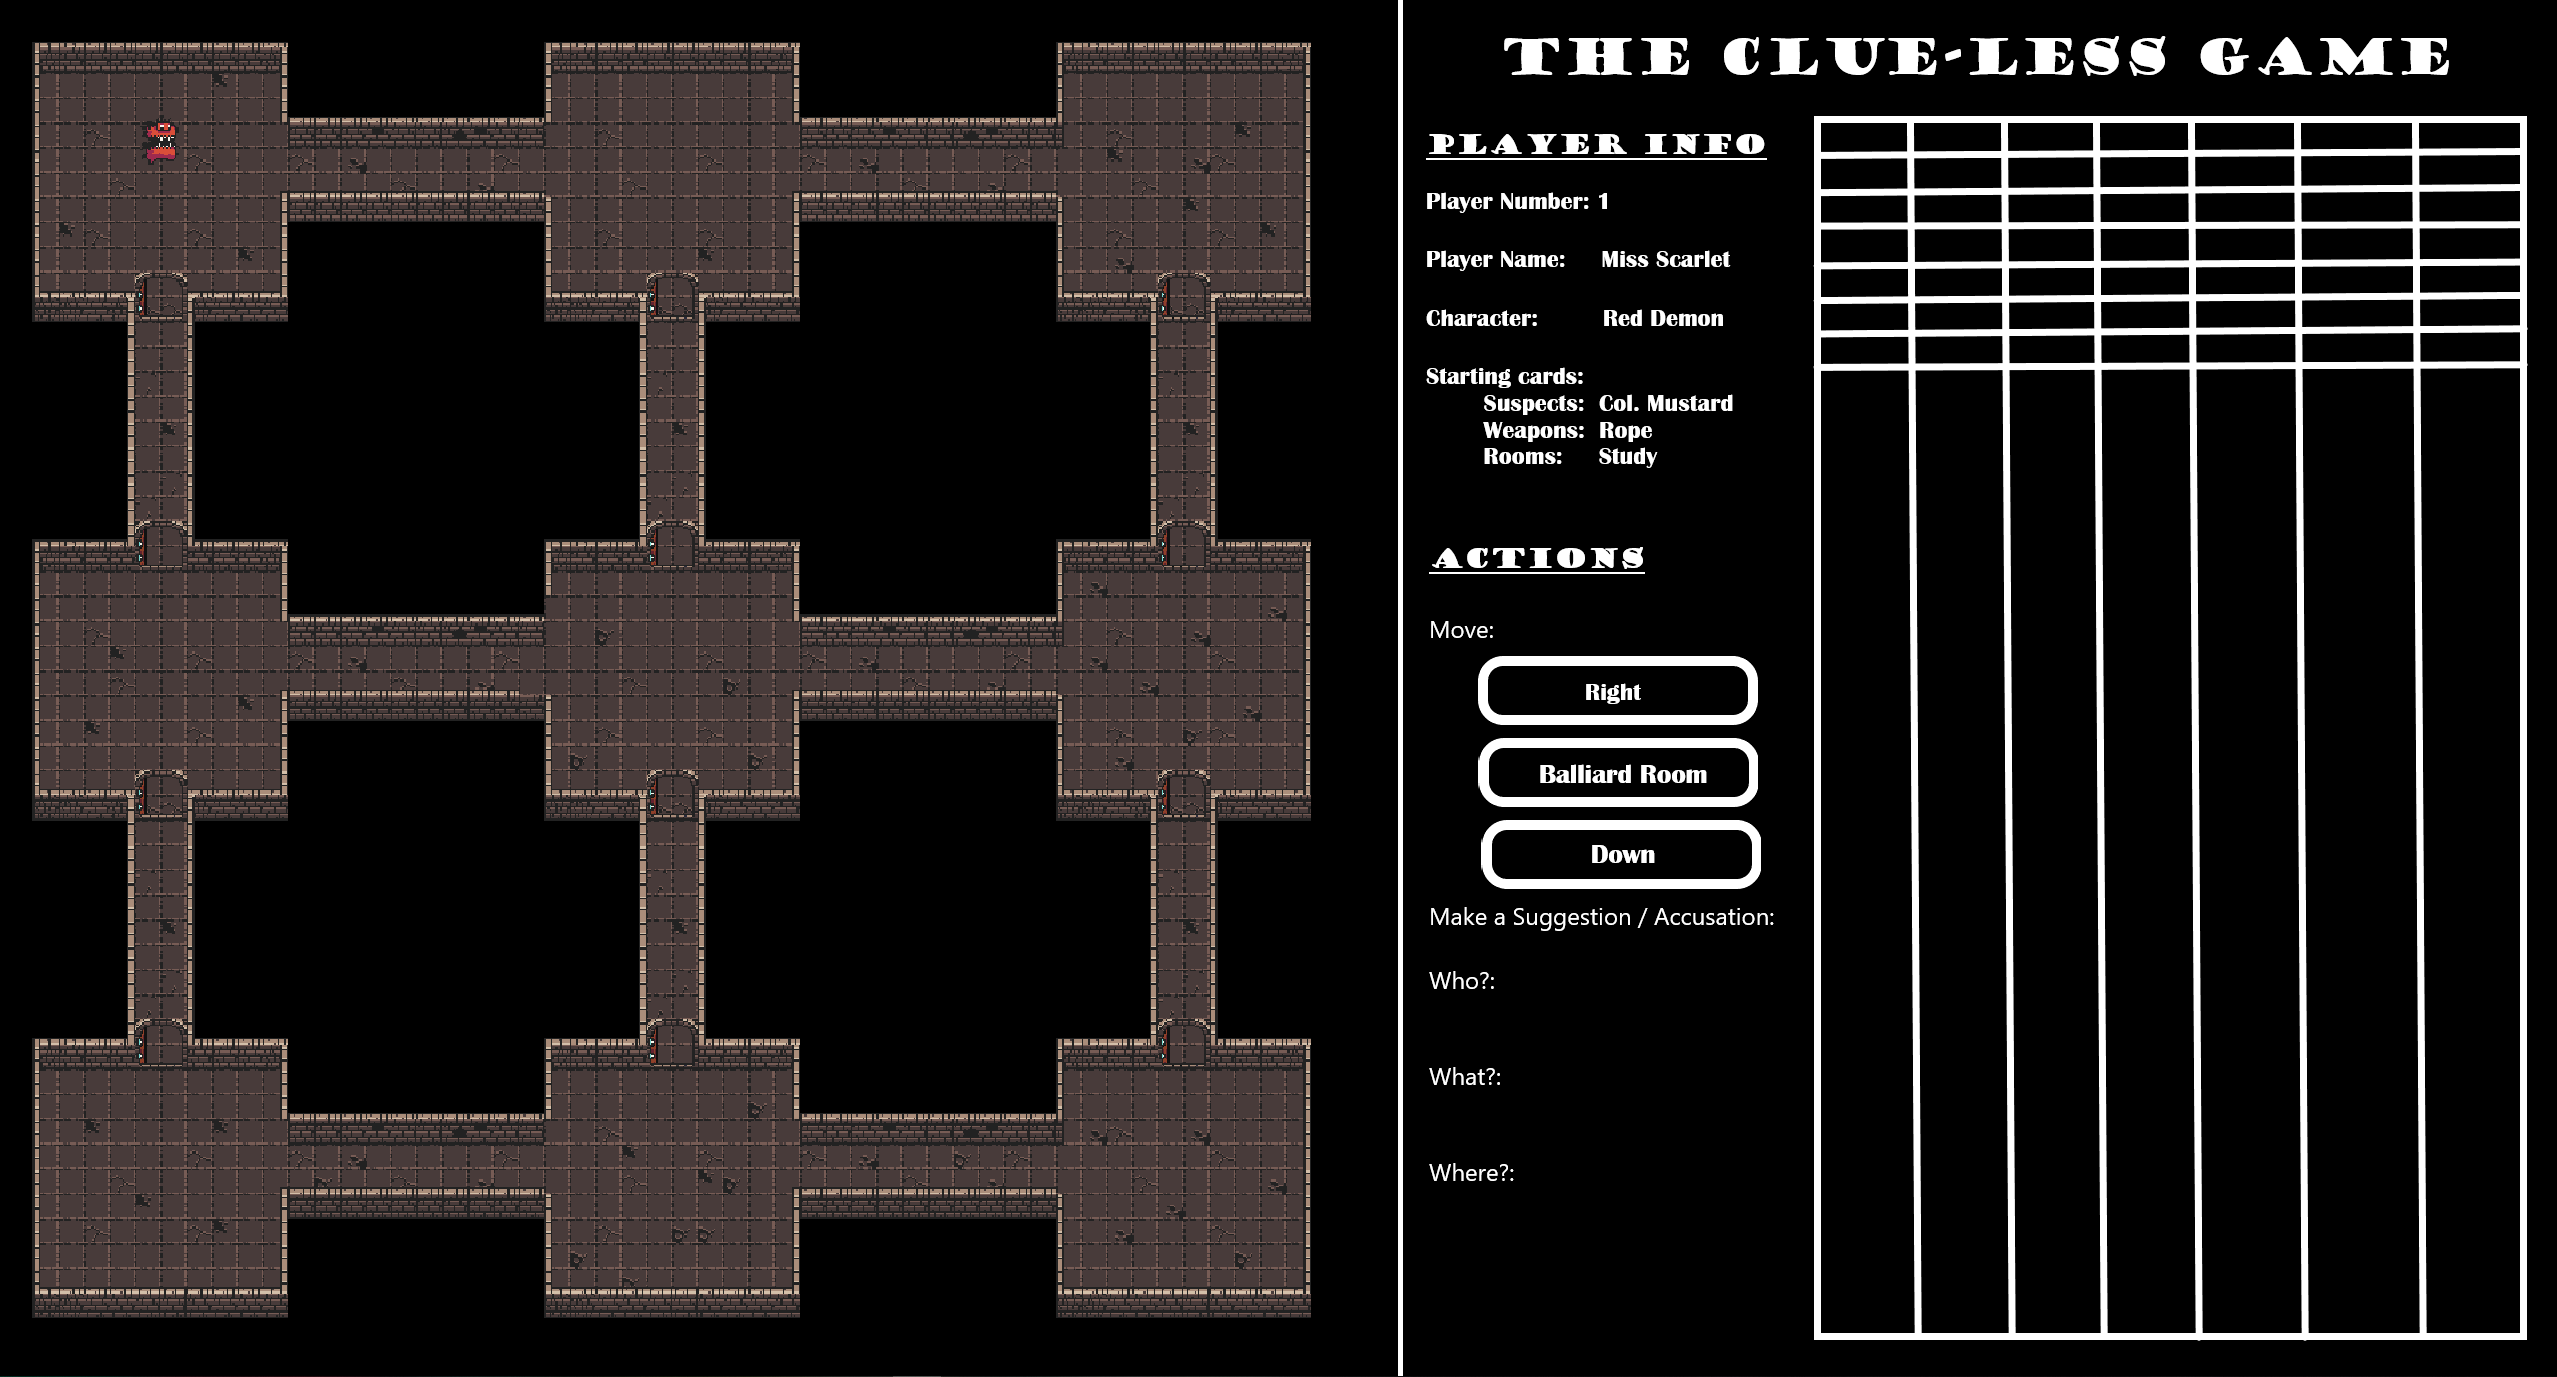 THE CLUE-LESS GAME
PLAYER INFO
Player Number: 1
Player Name: Miss Scarlet
Character: Red Demon
Starting cards:
Suspects: Col. Mustard
Weapons: Rope
Rooms: Study
ACTIONS
Move:
Right
Balliard Room
Down
Make a Suggestion / Accusation:
Who?:
What?:
Where?: